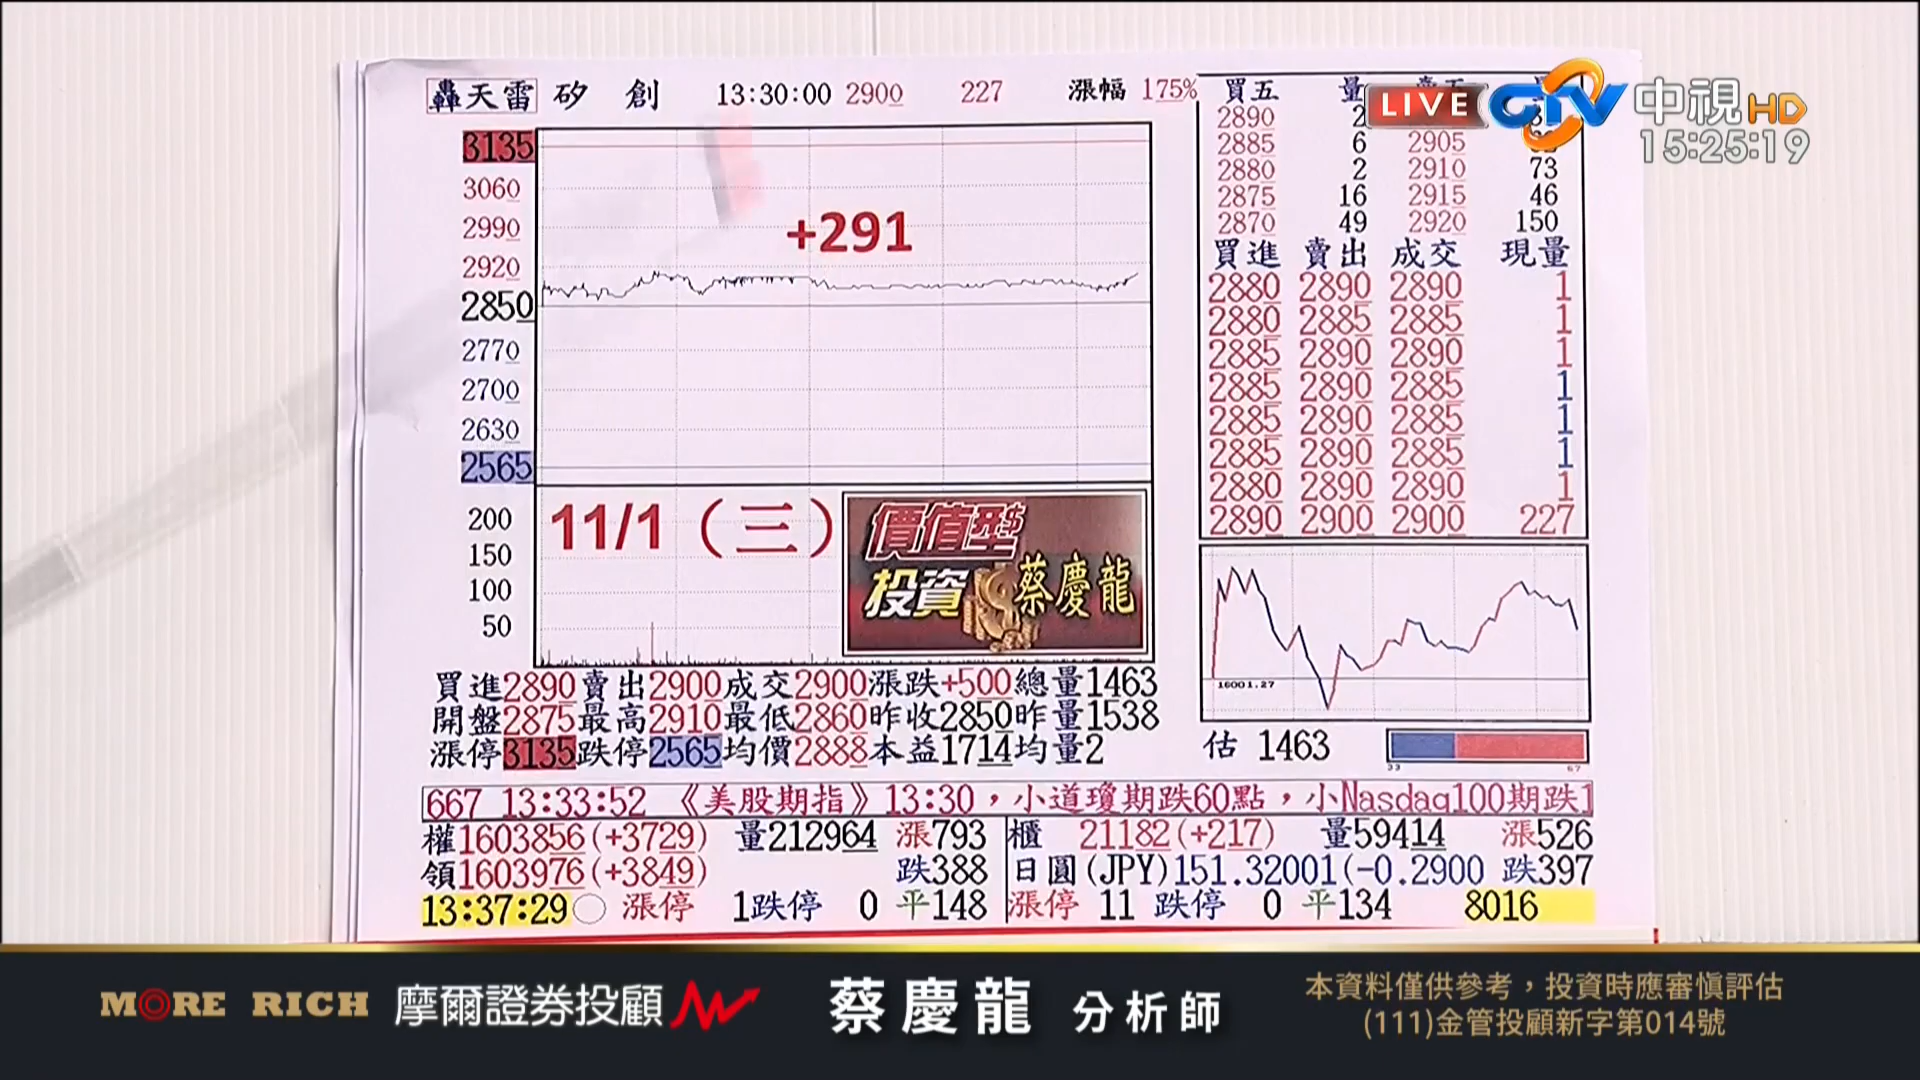 轟天雷 矽 創 13:30:00 2900 227 漲幅 175%
3135
3060
2990
2920
2850
2770
2700
2630
2565
200
150
100
50
+291
11/1（三）
價值型$
投資 蔡慶龍
買五 量
2890 2
2885 6 2905
2880 2 2910 73
2875 16 2915 46
2870 49 2920 150
買進 賣出 成交 現量
2880 2890 2890 1
2880 2885 2885 1
2885 2890 2890 1
2885 2890 2885 1
2885 2890 2885 1
2885 2890 2885 1
2880 2890 2890 1
2890 2900 2900 227
16001.27
估 1463
33 67
買進2890賣出2900成交2900漲跌+500總量1463
開盤2875最高2910最低2860昨收2850昨量1538
漲停3135跌停2565均價2888本益1714均量2
667 13:33:52 《美股期指》13:30，小道瓊期跌60點，小Nasdaq100期跌1
權1603856(+3729) 量212964 漲793 櫃 21182(+217) 量59414 漲526
領1603976(+3849) 跌388 日圓(JPY)151.32001(-0.2900 跌397
13:37:29 漲停 1跌停 0 平148 漲停 11 跌停 0 平134 8016
LIVE CTV 中視HD
15:25:19
MORE RICH 摩爾證券投顧 蔡慶龍 分析師
本資料僅供參考，投資時應審慎評估
(111)金管投顧新字第014號